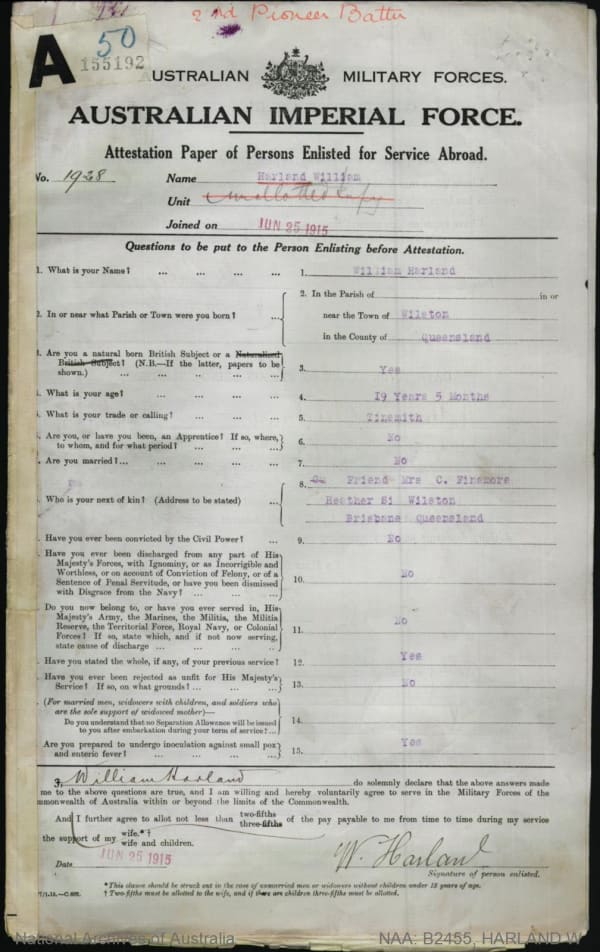 2nd Pioneer Battn
50
155192
AUSTRALIAN MILITARY FORCES.
AUSTRALIAN IMPERIAL FORCE.
Attestation Paper of Persons Enlisted for Service Abroad.
No. 1928 Name Harland William
Unit
Joined on JUN 25 1915
Questions to be put to the Person Enlisting before Attestation.
1. What is your Name? ... ... ... ... 1. William Harland
2. In or near what Parish or Town were you born? ... 2. In the Parish of in or
near the Town of Wilston
in the County of Queensland
3. Are you a natural born British Subject or a Naturalised
British Subject? (N.B.—If the latter, papers to be
shown.) ... ... ... ... ... 3. Yes
. What is your age? ... ... ... ... 4. 19 Years 5 Months
. What is your trade or calling? ... ... ... 5. Tinsmith
. Are you, or have you been, an Apprentice? If so, where,
to whom, and for what period? ... ... ... 6. No
. Are you married?... ... ... ... ... 7. No
. Who is your next of kin? (Address to be stated) ... 8. Friend Mrs C. Finsmore
Heather St Wilston
Brisbane Queensland
. Have you ever been convicted by the Civil Power? ... 9. No
. Have you ever been discharged from any part of His
Majesty's Forces, with Ignominy, or as Incorrigible and
Worthless, or on account of Conviction of Felony, or of a
Sentence of Penal Servitude, or have you been dismissed
with Disgrace from the Navy? ... ... ... 10. No
. Do you now belong to, or have you ever served in, His
Majesty's Army, the Marines, the Militia, the Militia
Reserve, the Territorial Force, Royal Navy, or Colonial
Forces? If so, state which, and if not now serving,
state cause of discharge ... ... ... ... 11. No
. Have you stated the whole, if any, of your previous service? 12. Yes
. Have you ever been rejected as unfit for His Majesty's
Service? If so, on what grounds? ... ... ... 13. No
. (For married men, widowers with children, and soldiers who
are the sole support of widowed mother)—
Do you understand that no Separation Allowance will be issued
to you after embarkation during your term of service?... 14.
Are you prepared to undergo inoculation against small pox
and enteric fever? ... ... ... ... 15. Yes
I, William Harland do solemnly declare that the above answers made
me to the above questions are true, and I am willing and hereby voluntarily agree to serve in the Military Forces of the
mmonwealth of Australia within or beyond the limits of the Commonwealth.
And I further agree to allot not less than two-fifths three-fifths of the pay payable to me from time to time during my service
the support of my wife.*† wife and children.
Date JUN 25 1915
W. Harland
Signature of person enlisted.
*This clause should be struck out in the case of unmarried men or widowers without children under 18 years of age.
† Two-fifths must be allotted to the wife, and if there are children three-fifths must be allotted.
National Archives of Australia NAA: B2455, HARLAND W